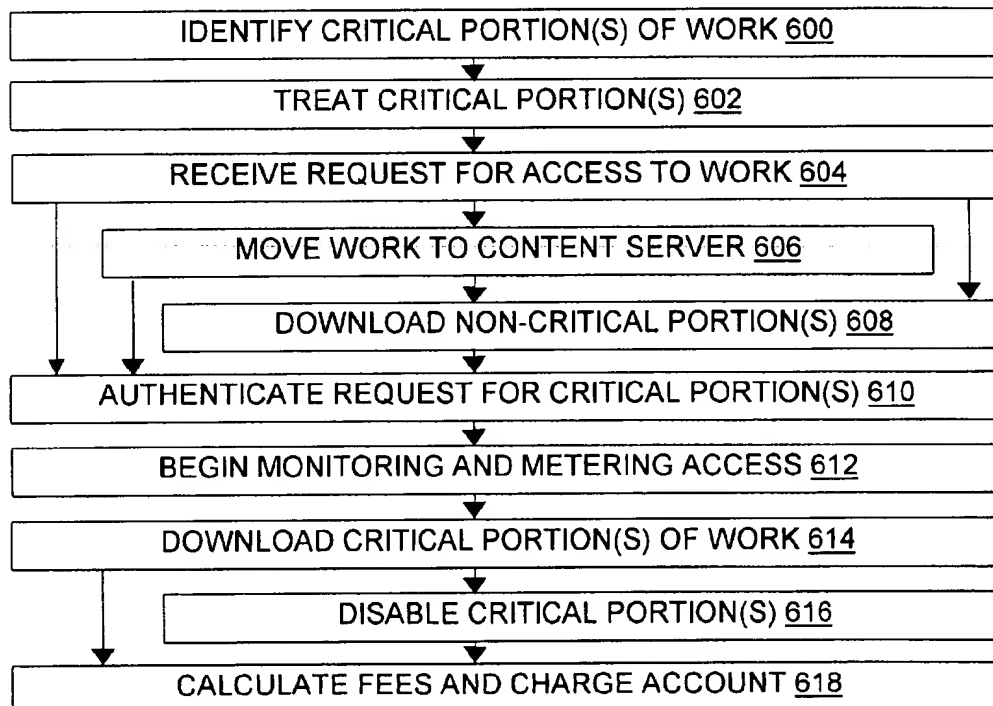 IDENTIFY CRITICAL PORTION(S) OF WORK 600
TREAT CRITICAL PORTION(S) 602
RECEIVE REQUEST FOR ACCESS TO WORK 604
MOVE WORK TO CONTENT SERVER 606
DOWNLOAD NON-CRITICAL PORTION(S) 608
AUTHENTICATE REQUEST FOR CRITICAL PORTION(S) 610
BEGIN MONITORING AND METERING ACCESS 612
DOWNLOAD CRITICAL PORTION(S) OF WORK 614
DISABLE CRITICAL PORTION(S) 616
CALCULATE FEES AND CHARGE ACCOUNT 618